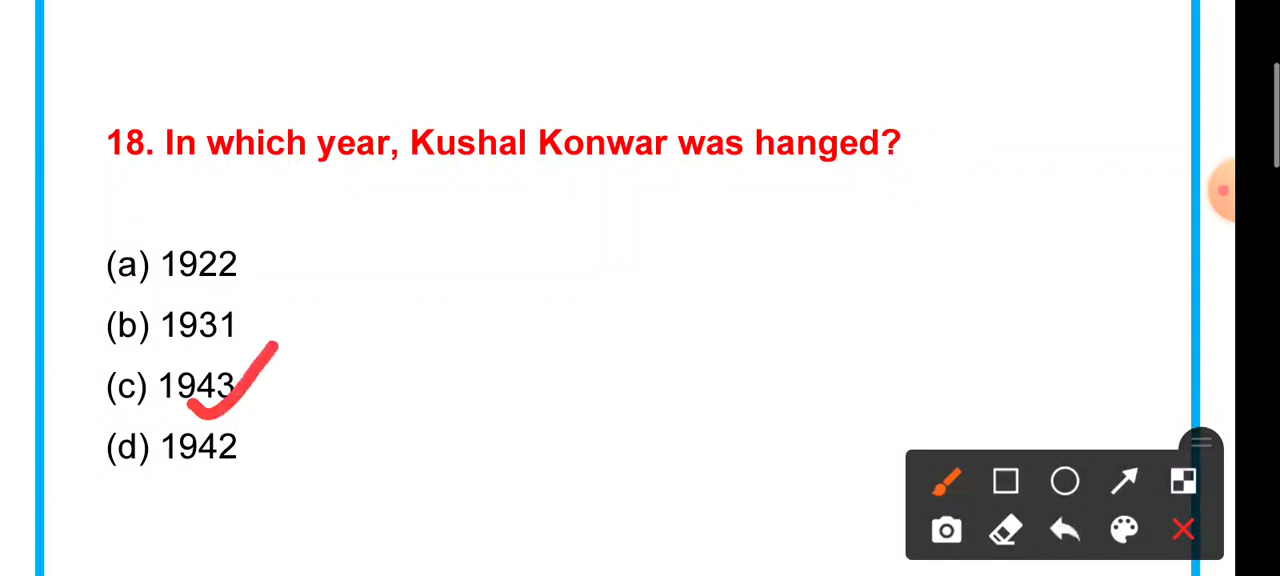 18. In which year, Kushal Konwar was hanged?
(a) 1922
(b) 1931
(c) 1943
(d) 1942